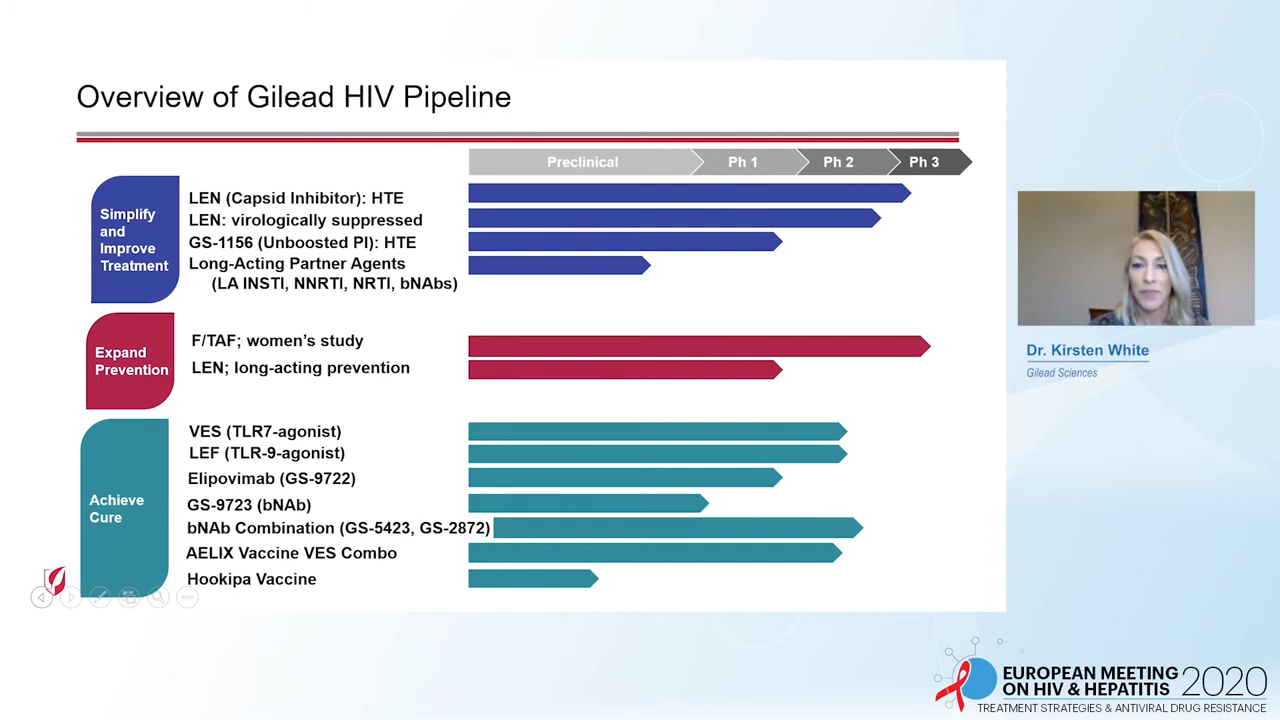 Overview of Gilead HIV Pipeline
Preclinical
Ph 1
Ph 2
Ph 3
Simplify
and
Improve
Treatment
LEN (Capsid Inhibitor): HTE
LEN: virologically suppressed
GS-1156 (Unboosted PI): HTE
Long-Acting Partner Agents
(LA INSTI, NNRTI, NRTI, bNAbs)
Expand
Prevention
F/TAF; women’s study
LEN; long-acting prevention
Achieve
Cure
VES (TLR7-agonist)
LEF (TLR-9-agonist)
Elipovimab (GS-9722)
GS-9723 (bNAb)
bNAb Combination (GS-5423, GS-2872)
AELIX Vaccine VES Combo
Hookipa Vaccine
Dr. Kirsten White
Gilead Sciences
EUROPEAN MEETING
ON HIV & HEPATITIS 2020
TREATMENT STRATEGIES & ANTIVIRAL DRUG RESISTANCE